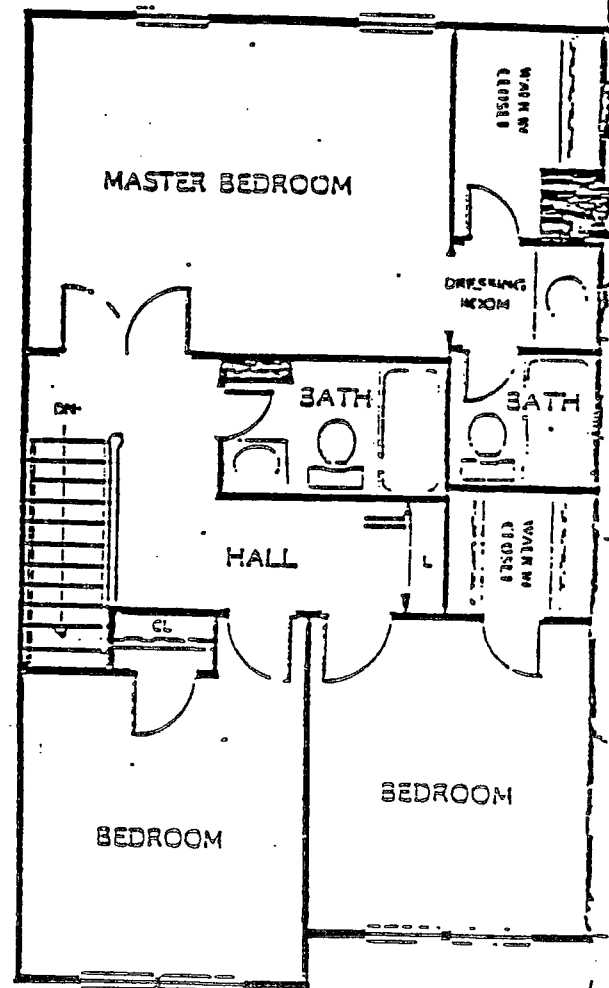 WALK IN
CLOSET
MASTER BEDROOM
DRESSING
ROOM
BATH
BATH
DN
HALL
WALK IN
CLOSET
L
CL
BEDROOM
BEDROOM